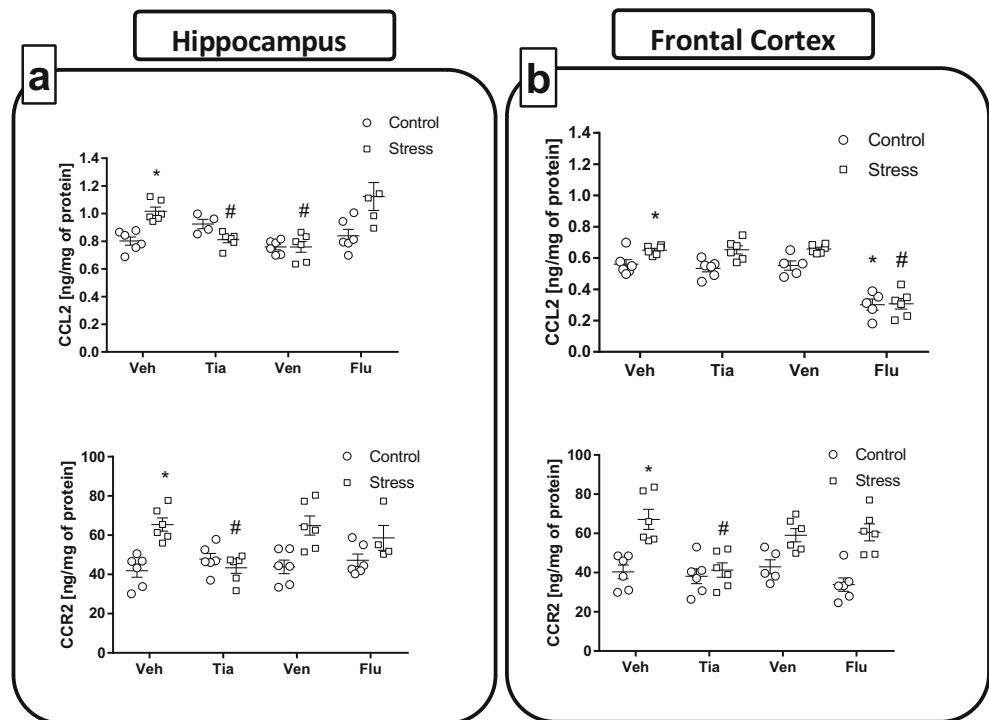 Hippocampus
Frontal Cortex
a
Control
Stress
CCL2 [ng/mg of protein]
1.4
1.2
1.0
0.8
0.6
0.4
0.2
0.0
*
#
#
Veh Tia Ven Flu
Control
Stress
CCR2 [ng/mg of protein]
100
80
60
40
20
0
*
#
Veh Tia Ven Flu
b
Control
Stress
CCL2 [ng/mg of protein]
1.4
1.2
1.0
0.8
0.6
0.4
0.2
0.0
*
* #
Veh Tia Ven Flu
Control
Stress
CCR2 [ng/mg of protein]
100
80
60
40
20
0
*
#
Veh Tia Ven Flu